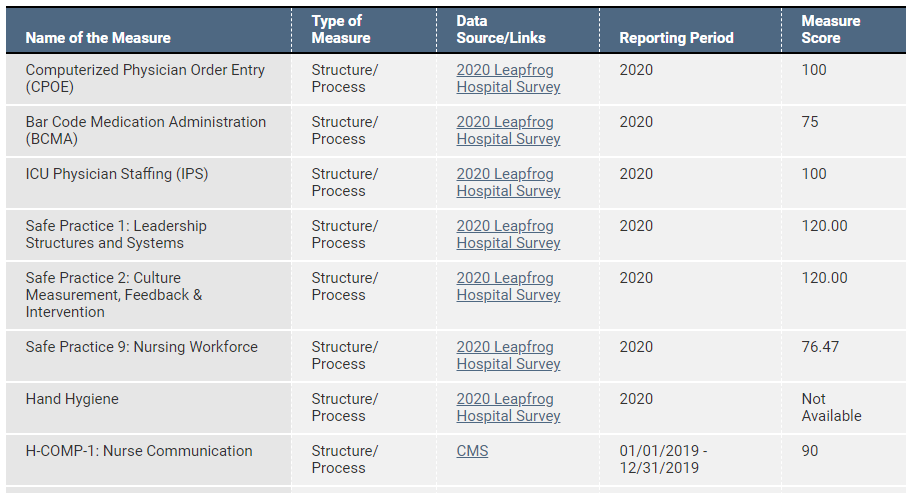 Name of the Measure
Type of
Measure
Data
Source/Links
Reporting Period
Measure
Score
Computerized Physician Order Entry
(CPOE)
Structure/
Process
2020 Leapfrog
Hospital Survey
2020
100
Bar Code Medication Administration
(BCMA)
Structure/
Process
2020 Leapfrog
Hospital Survey
2020
75
ICU Physician Staffing (IPS)
Structure/
Process
2020 Leapfrog
Hospital Survey
2020
100
Safe Practice 1: Leadership
Structures and Systems
Structure/
Process
2020 Leapfrog
Hospital Survey
2020
120.00
Safe Practice 2: Culture
Measurement, Feedback &
Intervention
Structure/
Process
2020 Leapfrog
Hospital Survey
2020
120.00
Safe Practice 9: Nursing Workforce
Structure/
Process
2020 Leapfrog
Hospital Survey
2020
76.47
Hand Hygiene
Structure/
Process
2020 Leapfrog
Hospital Survey
2020
Not
Available
H-COMP-1: Nurse Communication
Structure/
Process
CMS
01/01/2019 -
12/31/2019
90